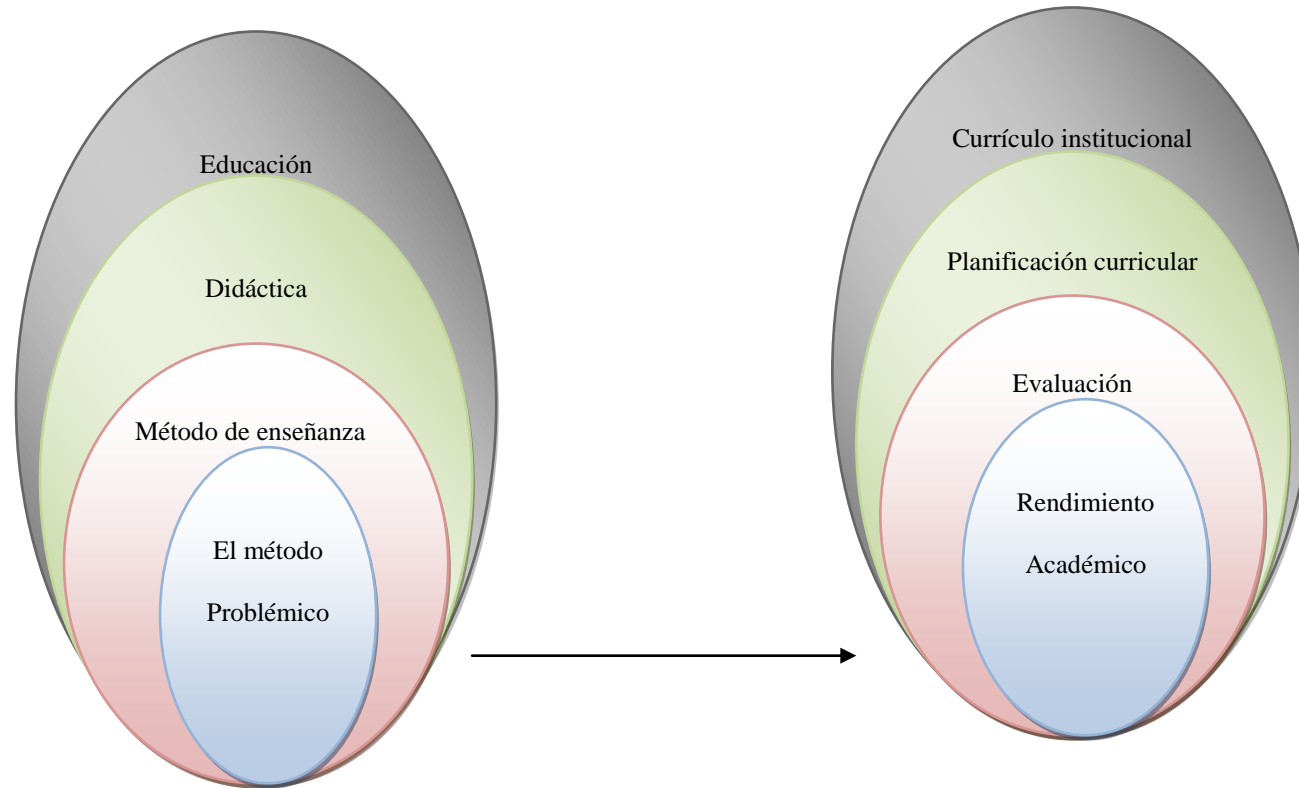 Educación
Didáctica
Método de enseñanza
El método
Problémico
Currículo institucional
Planificación curricular
Evaluación
Rendimiento
Académico